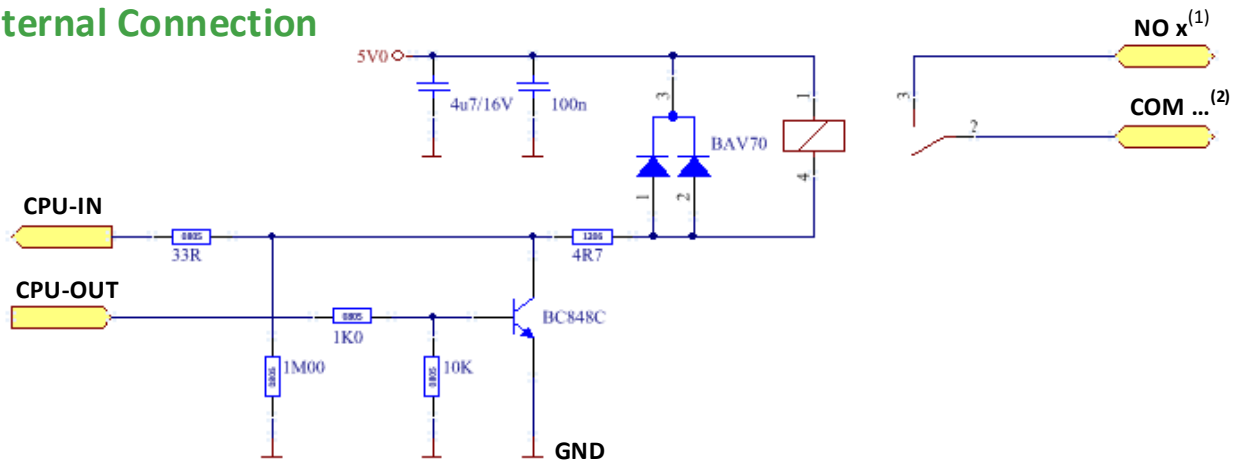 ternal Connection
NO x(1)
5V0
3
1
3
COM ...(2)
4u7/16V
100n
BAV70
2
1
2
4
CPU-IN
0805
1206
33R
4R7
CPU-OUT
0805
BC848C
1K0
0805
1M00
0805
10K
GND